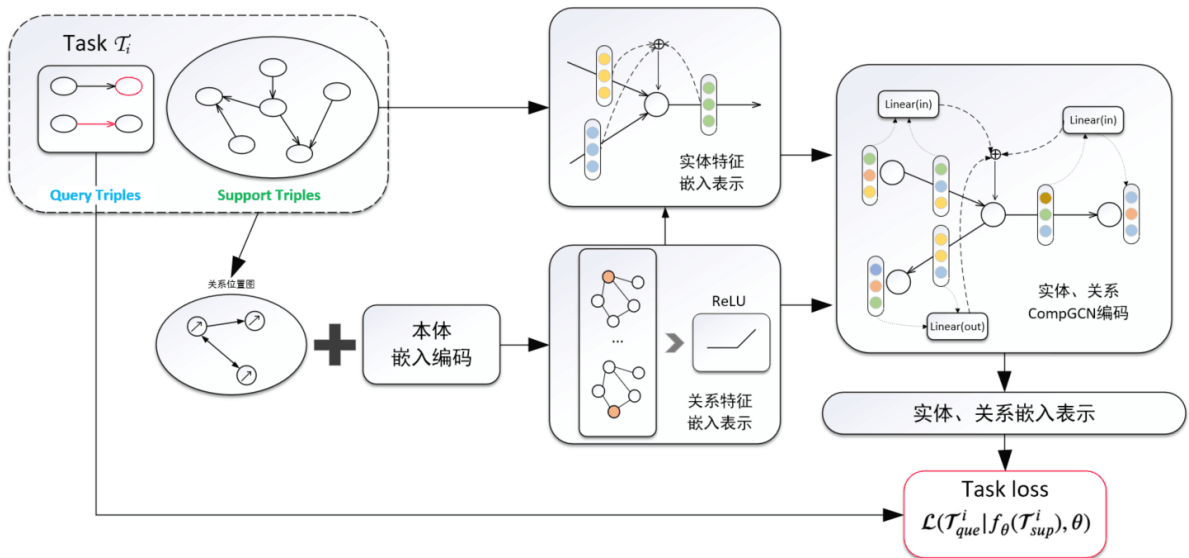 Task 𝒯ᵢ
Query Triples
Support Triples
关系位置图
本体
嵌入编码
实体特征
嵌入表示
...
ReLU
关系特征
嵌入表示
Linear(in)
Linear(in)
Linear(out)
实体、关系
CompGCN编码
实体、关系嵌入表示
Task loss
ℒ(𝒯ⁱ_que|f_θ(𝒯ⁱ_sup),θ)